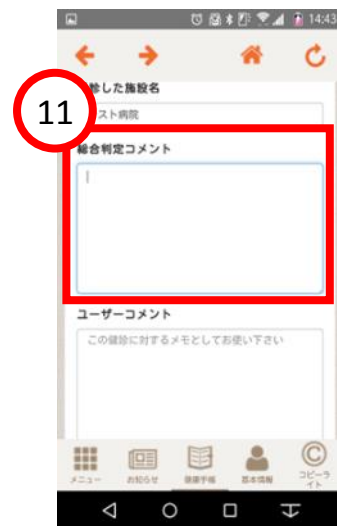 14:43
診した施設名
スト病院
11
総合判定コメント
ユーザーコメント
この健診に対するメモとしてお使い下さい
メニュー
お知らせ
健康手帳
基本情報
コピーライト